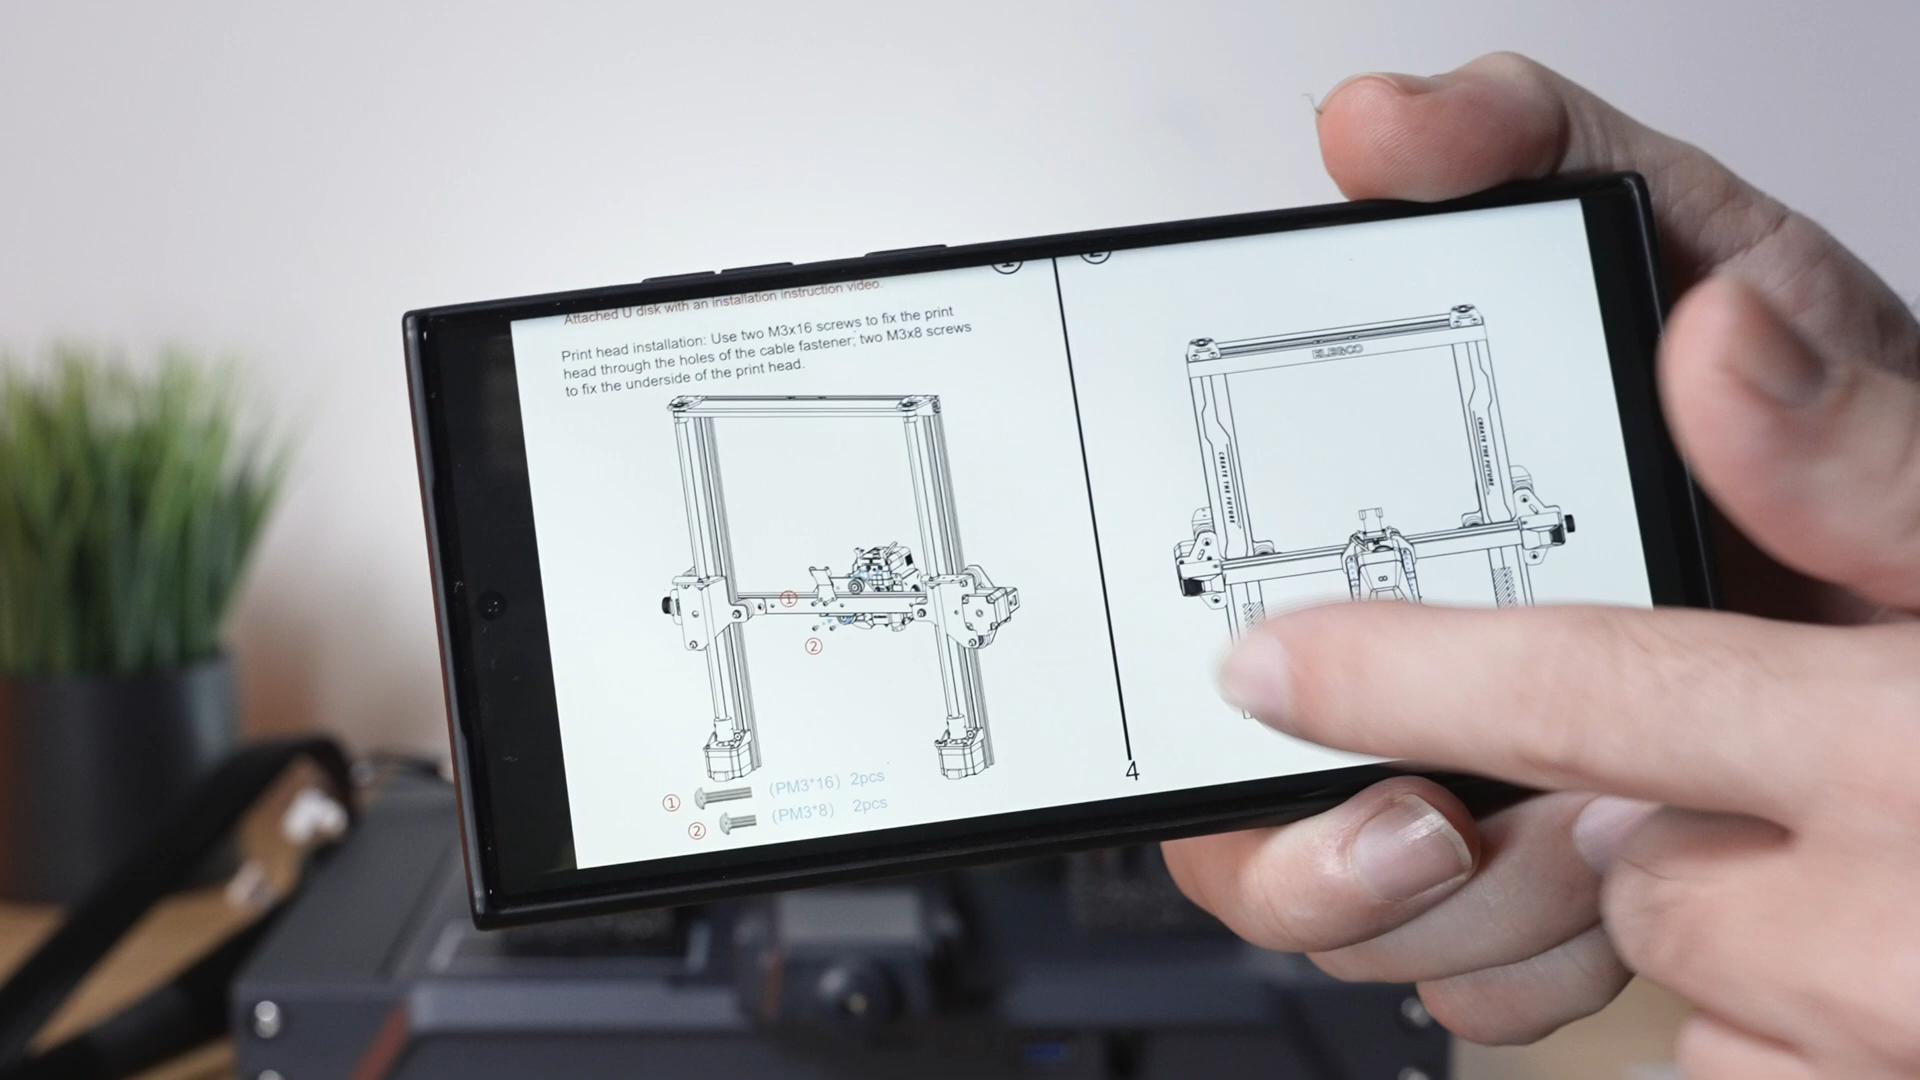 Attached U disk with an installation instruction video.
Print head installation: Use two M3x16 screws to fix the print
head through the holes of the cable fastener; two M3x8 screws
to fix the underside of the print head.
①
②
① (PM3*16) 2pcs
② (PM3*8) 2pcs
4
ELEGOO
CREATE THE FUTURE
CREATE THE FUTURE